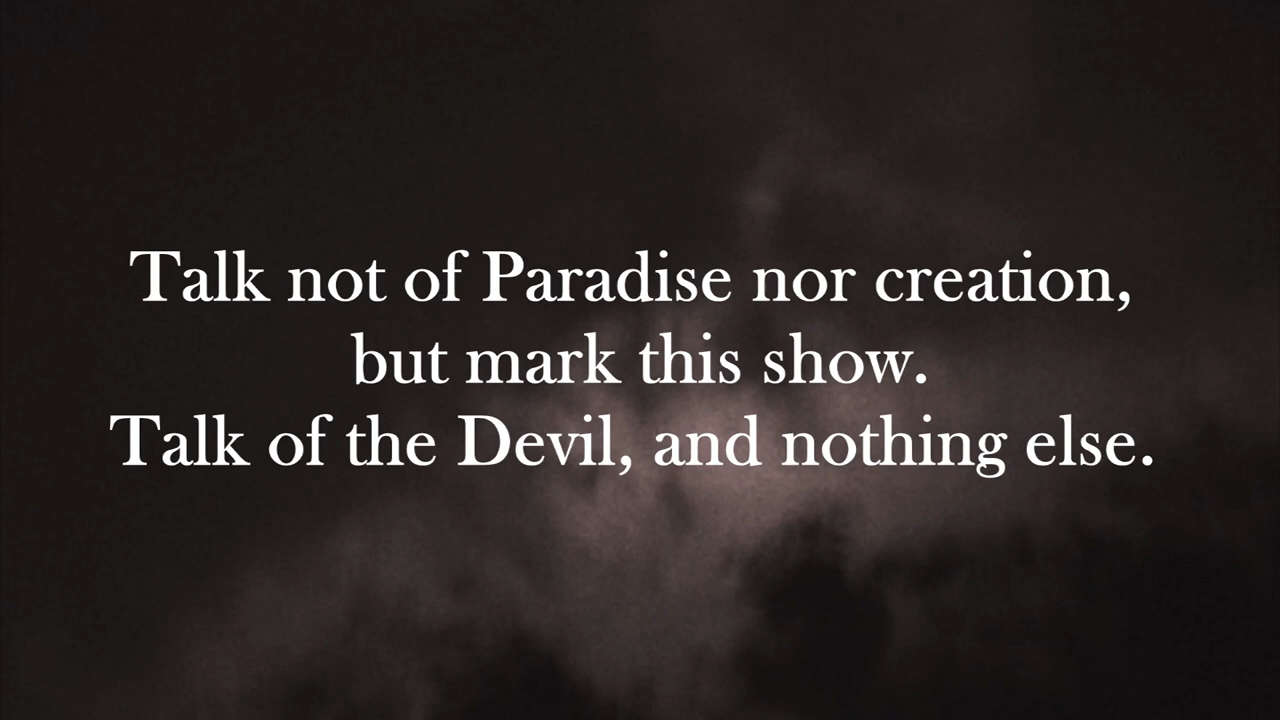 Talk not of Paradise nor creation,
but mark this show.
Talk of the Devil, and nothing else.